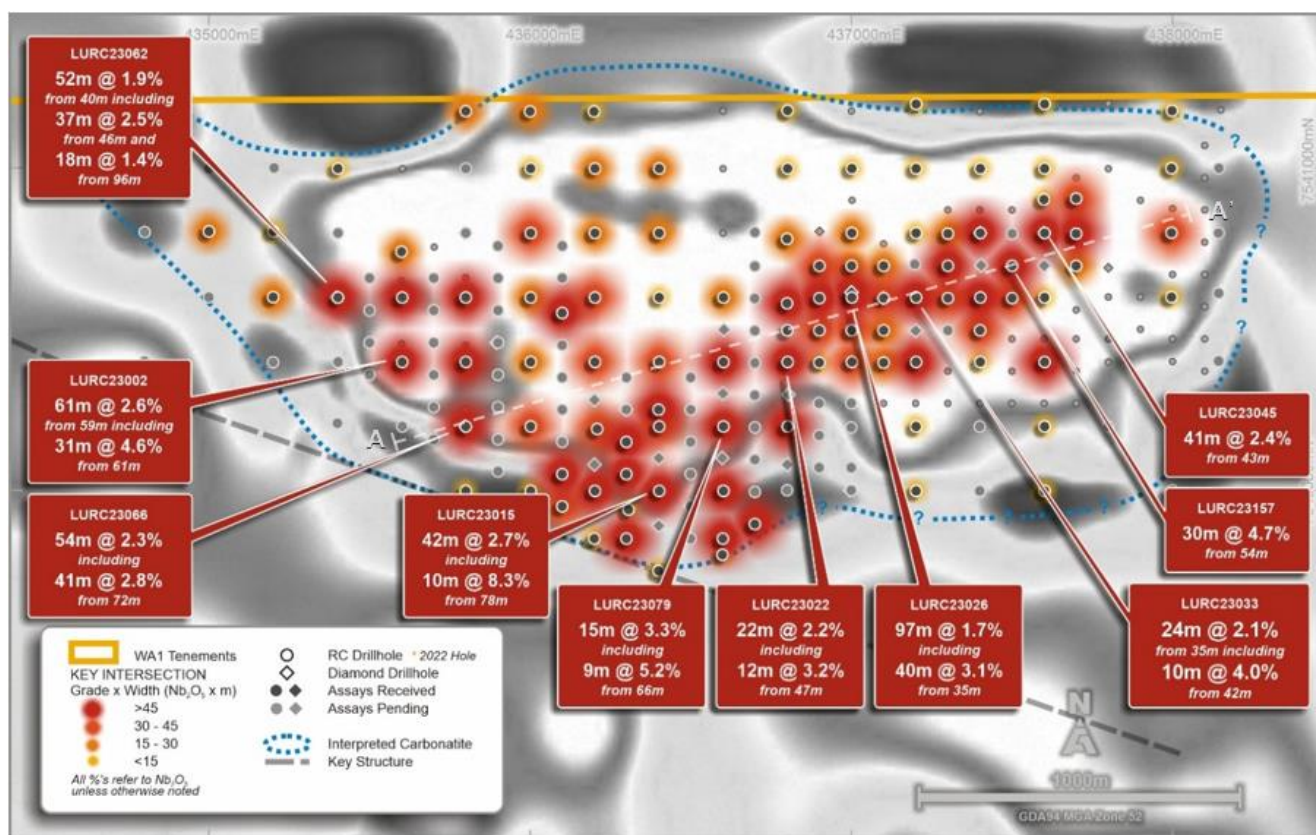 435000mE
436000mE
437000mE
438000mE
LURC23062
52m @ 1.9%
from 40m including
37m @ 2.5%
from 46m and
18m @ 1.4%
from 96m
?
7541000mN
A'
?
LURC23002
61m @ 2.6%
from 59m including
31m @ 4.6%
from 61m
?
A
LURC23045
41m @ 2.4%
from 43m
LURC23066
54m @ 2.3%
including
41m @ 2.8%
from 72m
LURC23015
42m @ 2.7%
including
10m @ 8.3%
from 78m
?
?
?
LURC23157
30m @ 4.7%
from 54m
LURC23079
15m @ 3.3%
including
9m @ 5.2%
from 66m
LURC23022
22m @ 2.2%
including
12m @ 3.2%
from 47m
LURC23026
97m @ 1.7%
including
40m @ 3.1%
from 35m
LURC23033
24m @ 2.1%
from 35m including
10m @ 4.0%
from 42m
WA1 Tenements
KEY INTERSECTION
Grade x Width (Nb₂O₅ x m)
>45
30 - 45
15 - 30
<15
All %'s refer to Nb₂O₅
unless otherwise noted
RC Drillhole * 2022 Hole
Diamond Drillhole
Assays Received
Assays Pending
Interpreted Carbonatite
Key Structure
N
1000m
GDA94 MGA Zone 52